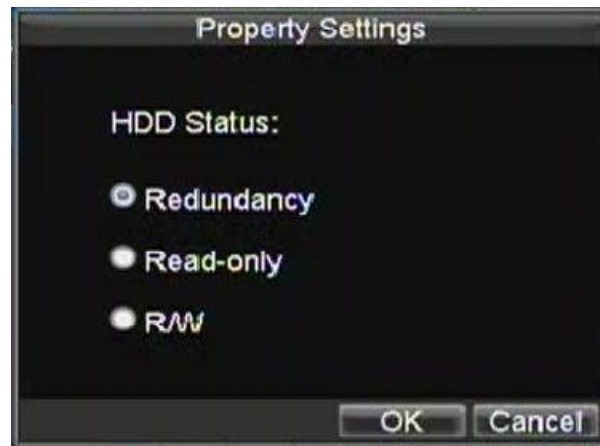 Property Settings
HDD Status:
Redundancy
Read-only
R/W
OK Cancel